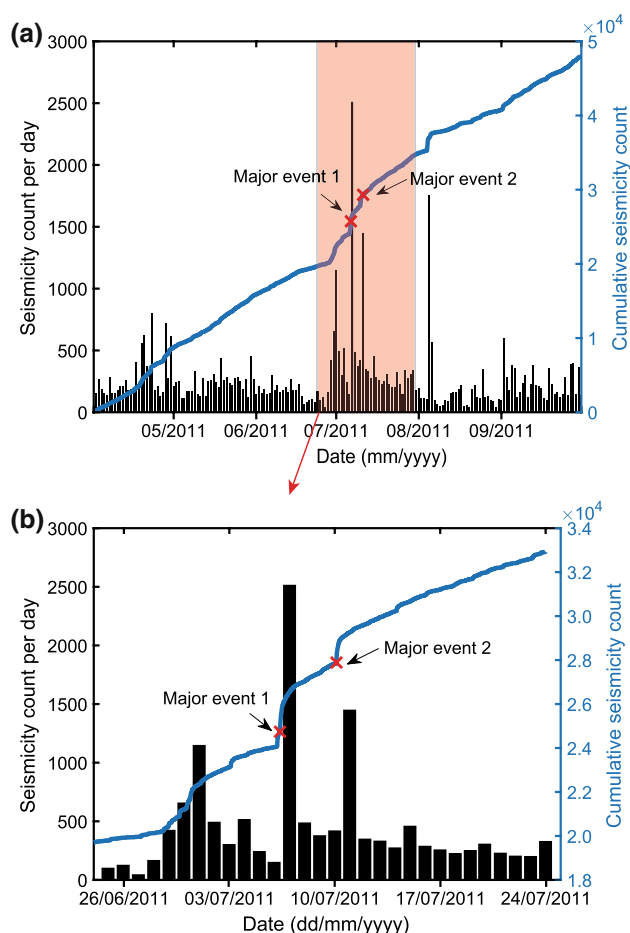 (a)
×10⁴
3000
2500
2000
1500
1000
500
0
Seismicity count per day
5
4
3
2
1
0
Cumulative seismicity count
Major event 1
Major event 2
05/2011 06/2011 07/2011 08/2011 09/2011
Date (mm/yyyy)
(b)
×10⁴
3000
2500
2000
1500
1000
500
0
Seismicity count per day
3.4
3.2
3.0
2.8
2.6
2.4
2.2
2.0
1.8
Cumulative seismicity count
Major event 2
Major event 1
26/06/2011 03/07/2011 10/07/2011 17/07/2011 24/07/2011
Date (dd/mm/yyyy)